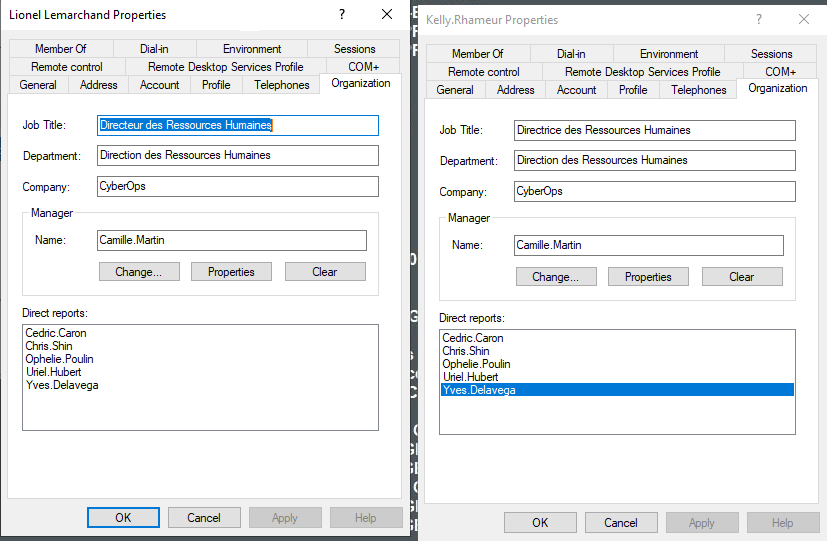 Lionel Lemarchand Properties
?
Member Of
Dial-in
Environment
Sessions
Remote control
Remote Desktop Services Profile
COM+
General
Address
Account
Profile
Telephones
Organization
Job Title:
Directeur des Ressources Humaines
Department:
Direction des Ressources Humaines
Company:
CyberOps
Manager
Name:
Camille.Martin
Change...
Properties
Clear
Direct reports:
Cedric.Caron
Chris.Shin
Ophelie.Poulin
Uriel.Hubert
Yves.Delavega
OK
Cancel
Apply
Help
Kelly.Rhameur Properties
?
Member Of
Dial-in
Environment
Sessions
Remote control
Remote Desktop Services Profile
COM+
General
Address
Account
Profile
Telephones
Organization
Job Title:
Directrice des Ressources Humaines
Department:
Direction des Ressources Humaines
Company:
CyberOps
Manager
Name:
Camille.Martin
Change...
Properties
Clear
Direct reports:
Cedric.Caron
Chris.Shin
Ophelie.Poulin
Uriel.Hubert
Yves.Delavega
OK
Cancel
Apply
Help